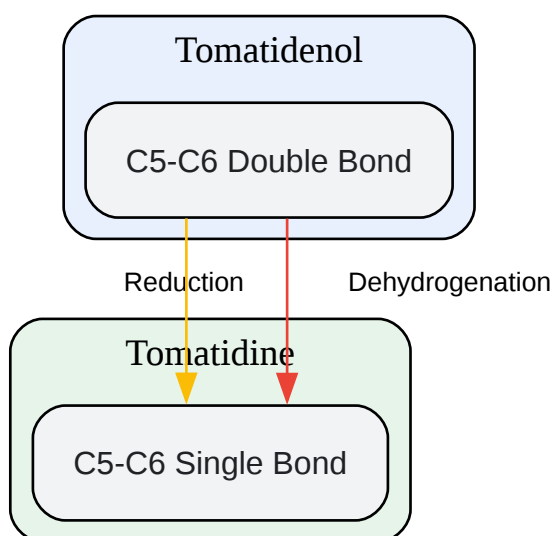 Tomatidenol
C5-C6 Double Bond
Reduction
Dehydrogenation
Tomatidine
C5-C6 Single Bond